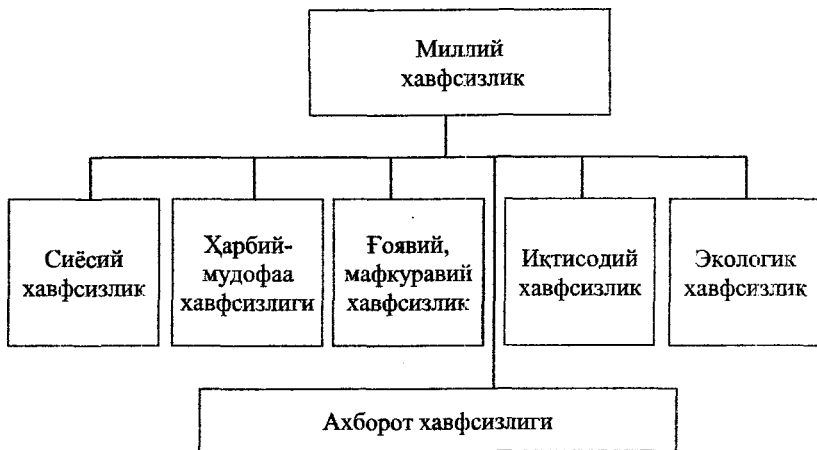 Миллий
хавфсизлик
Сиёсий
хавфсизлик
Ҳарбий-
мудофаа
хавфсизлиги
Ғоявий,
мафкуравий
хавфсизлик
Иқтисодий
хавфсизлик
Экологик
хавфсизлик
Ахборот хавфсизлиги